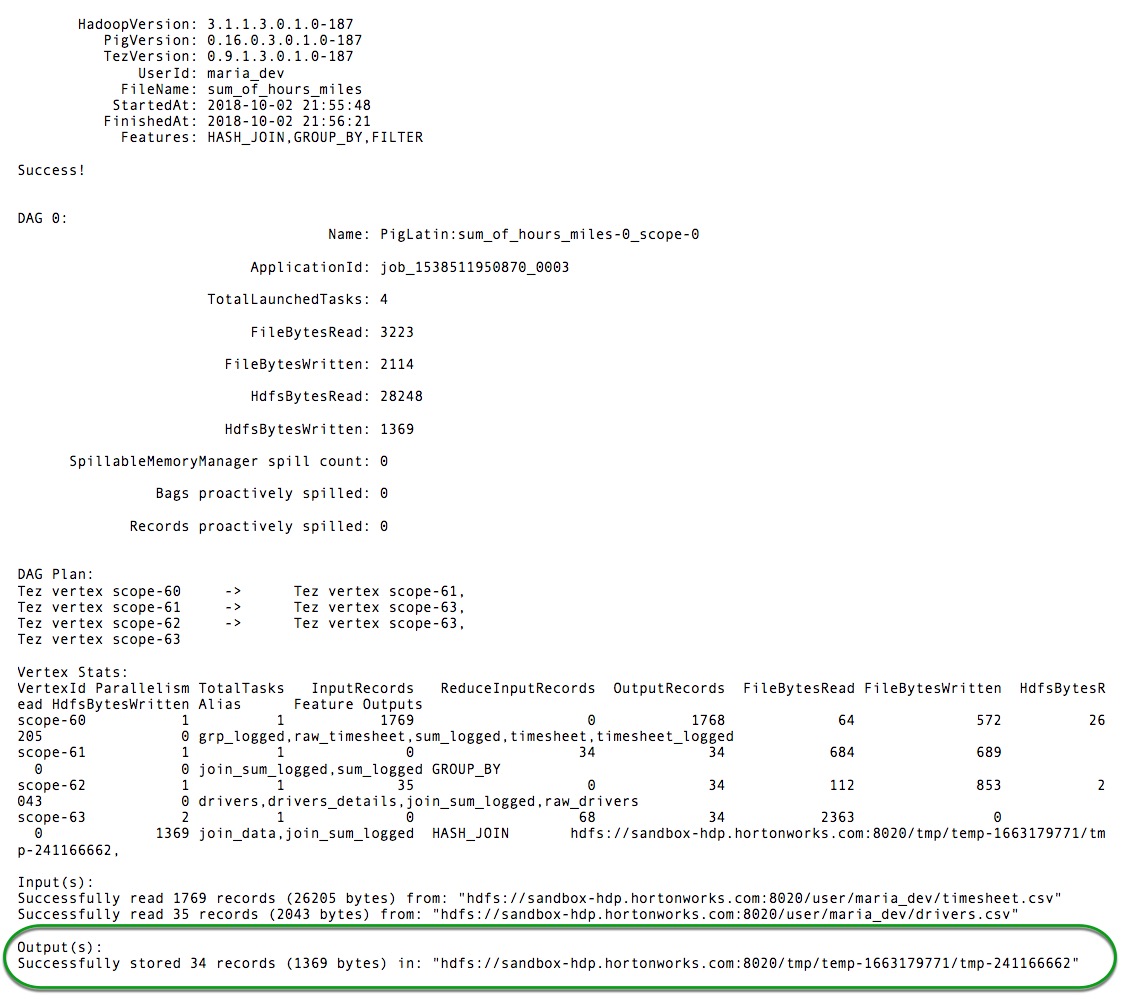 HadoopVersion: 3.1.1.3.0.1.0-187
PigVersion: 0.16.0.3.0.1.0-187
TezVersion: 0.9.1.3.0.1.0-187
UserId: maria_dev
FileName: sum_of_hours_miles
StartedAt: 2018-10-02 21:55:48
FinishedAt: 2018-10-02 21:56:21
Features: HASH_JOIN,GROUP_BY,FILTER
Success!
DAG 0:
Name: PigLatin:sum_of_hours_miles-0_scope-0
ApplicationId: job_1538511950870_0003
TotalLaunchedTasks: 4
FileBytesRead: 3223
FileBytesWritten: 2114
HdfsBytesRead: 28248
HdfsBytesWritten: 1369
SpillableMemoryManager spill count: 0
Bags proactively spilled: 0
Records proactively spilled: 0
DAG Plan:
Tez vertex scope-60 -> Tez vertex scope-61,
Tez vertex scope-61 -> Tez vertex scope-63,
Tez vertex scope-62 -> Tez vertex scope-63,
Tez vertex scope-63
Vertex Stats:
VertexId Parallelism TotalTasks InputRecords ReduceInputRecords OutputRecords FileBytesRead FileBytesWritten HdfsBytesR
ead HdfsBytesWritten Alias Feature Outputs
scope-60 1 1 1769 0 1768 64 572 26
205 0 grp_logged,raw_timesheet,sum_logged,timesheet,timesheet_logged
scope-61 1 1 0 34 34 684 689
0 0 join_sum_logged,sum_logged GROUP_BY
scope-62 1 1 35 0 34 112 853 2
043 0 drivers,drivers_details,join_sum_logged,raw_drivers
scope-63 2 1 0 68 34 2363 0
0 1369 join_data,join_sum_logged HASH_JOIN hdfs://sandbox-hdp.hortonworks.com:8020/tmp/temp-1663179771/tm
p-241166662,
Input(s):
Successfully read 1769 records (26205 bytes) from: "hdfs://sandbox-hdp.hortonworks.com:8020/user/maria_dev/timesheet.csv"
Successfully read 35 records (2043 bytes) from: "hdfs://sandbox-hdp.hortonworks.com:8020/user/maria_dev/drivers.csv"
Output(s):
Successfully stored 34 records (1369 bytes) in: "hdfs://sandbox-hdp.hortonworks.com:8020/tmp/temp-1663179771/tmp-241166662"